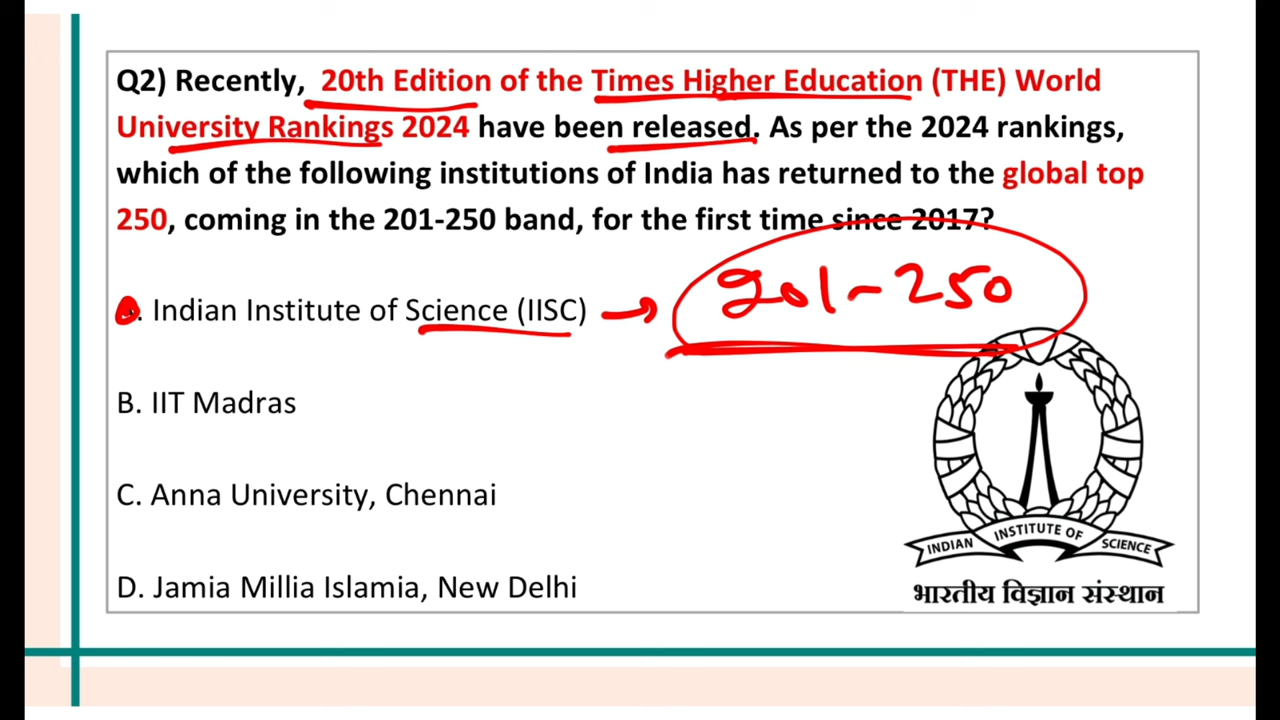 Q2) Recently, 20th Edition of the Times Higher Education (THE) World
University Rankings 2024 have been released. As per the 2024 rankings,
which of the following institutions of India has returned to the global top
250, coming in the 201-250 band, for the first time since 2017?
A. Indian Institute of Science (IISC) → 201-250
B. IIT Madras
C. Anna University, Chennai
D. Jamia Millia Islamia, New Delhi
INDIAN INSTITUTE OF SCIENCE
भारतीय विज्ञान संस्थान